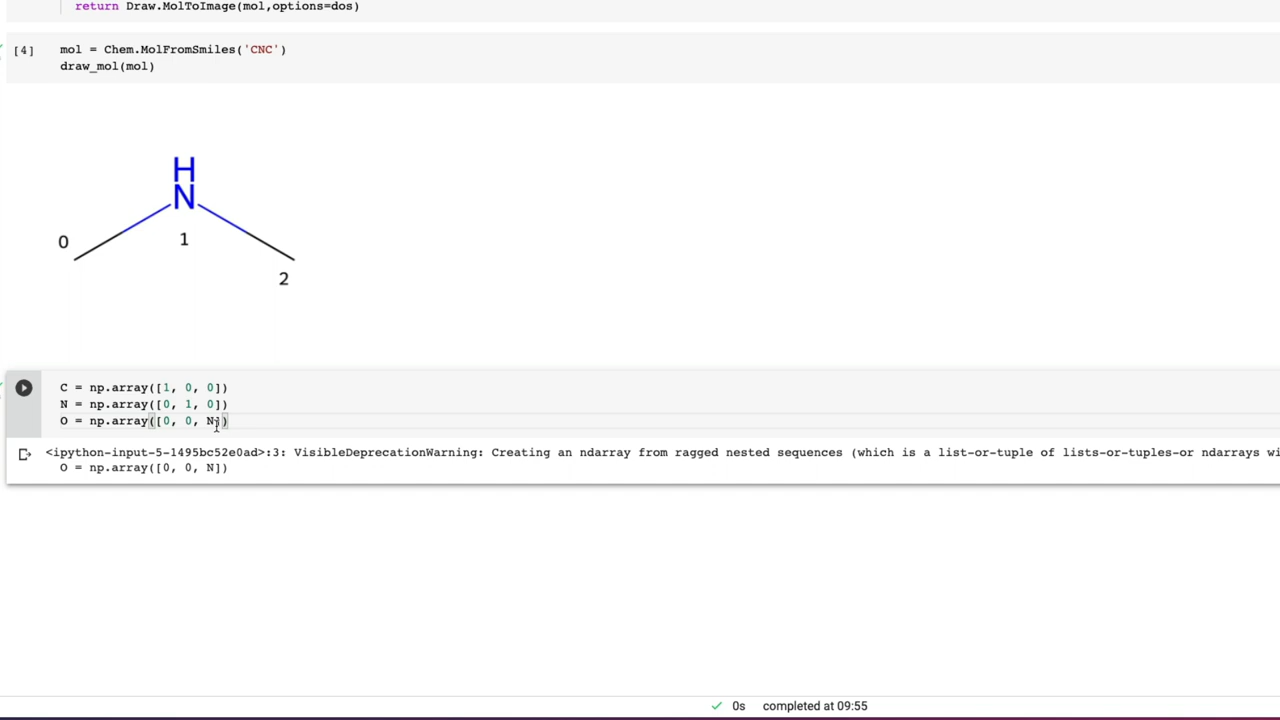 return Draw.MolToImage(mol,options=dos)
[4]
mol = Chem.MolFromSmiles('CNC')
draw_mol(mol)
H
N
0
1
2
C = np.array([1, 0, 0])
N = np.array([0, 1, 0])
O = np.array([0, 0, N])
<ipython-input-5-1495bc52e0ad>:3: VisibleDeprecationWarning: Creating an ndarray from ragged nested sequences (which is a list-or-tuple of lists-or-tuples-or ndarrays wi
O = np.array([0, 0, N])
0s completed at 09:55